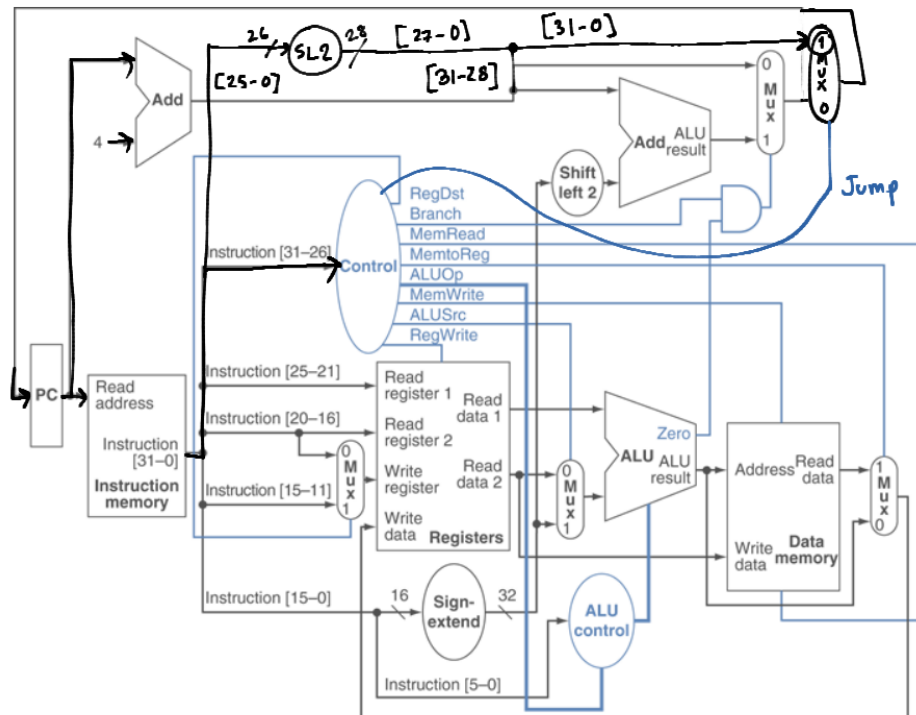 26
SL2
28
[27-0]
[31-0]
[25-0]
[31-28]
1
MUX
0
Jump
Add
4
0
Mux
1
Add
ALU
result
Shift
left 2
RegDst
Branch
MemRead
MemtoReg
ALUOp
MemWrite
ALUSrc
RegWrite
Instruction [31–26]
Control
PC
Read
address
Instruction
[31–0]
Instruction
memory
Instruction [25–21]
Instruction [20–16]
Instruction [15–11]
0
Mux
1
Read
register 1
Read
register 2
Write
register
Write
data
Read
data 1
Read
data 2
Registers
0
Mux
1
Zero
ALU
ALU
result
Address
Read
data
Write
data
Data
memory
1
Mux
0
Instruction [15–0]
16
Sign-
extend
32
ALU
control
Instruction [5–0]